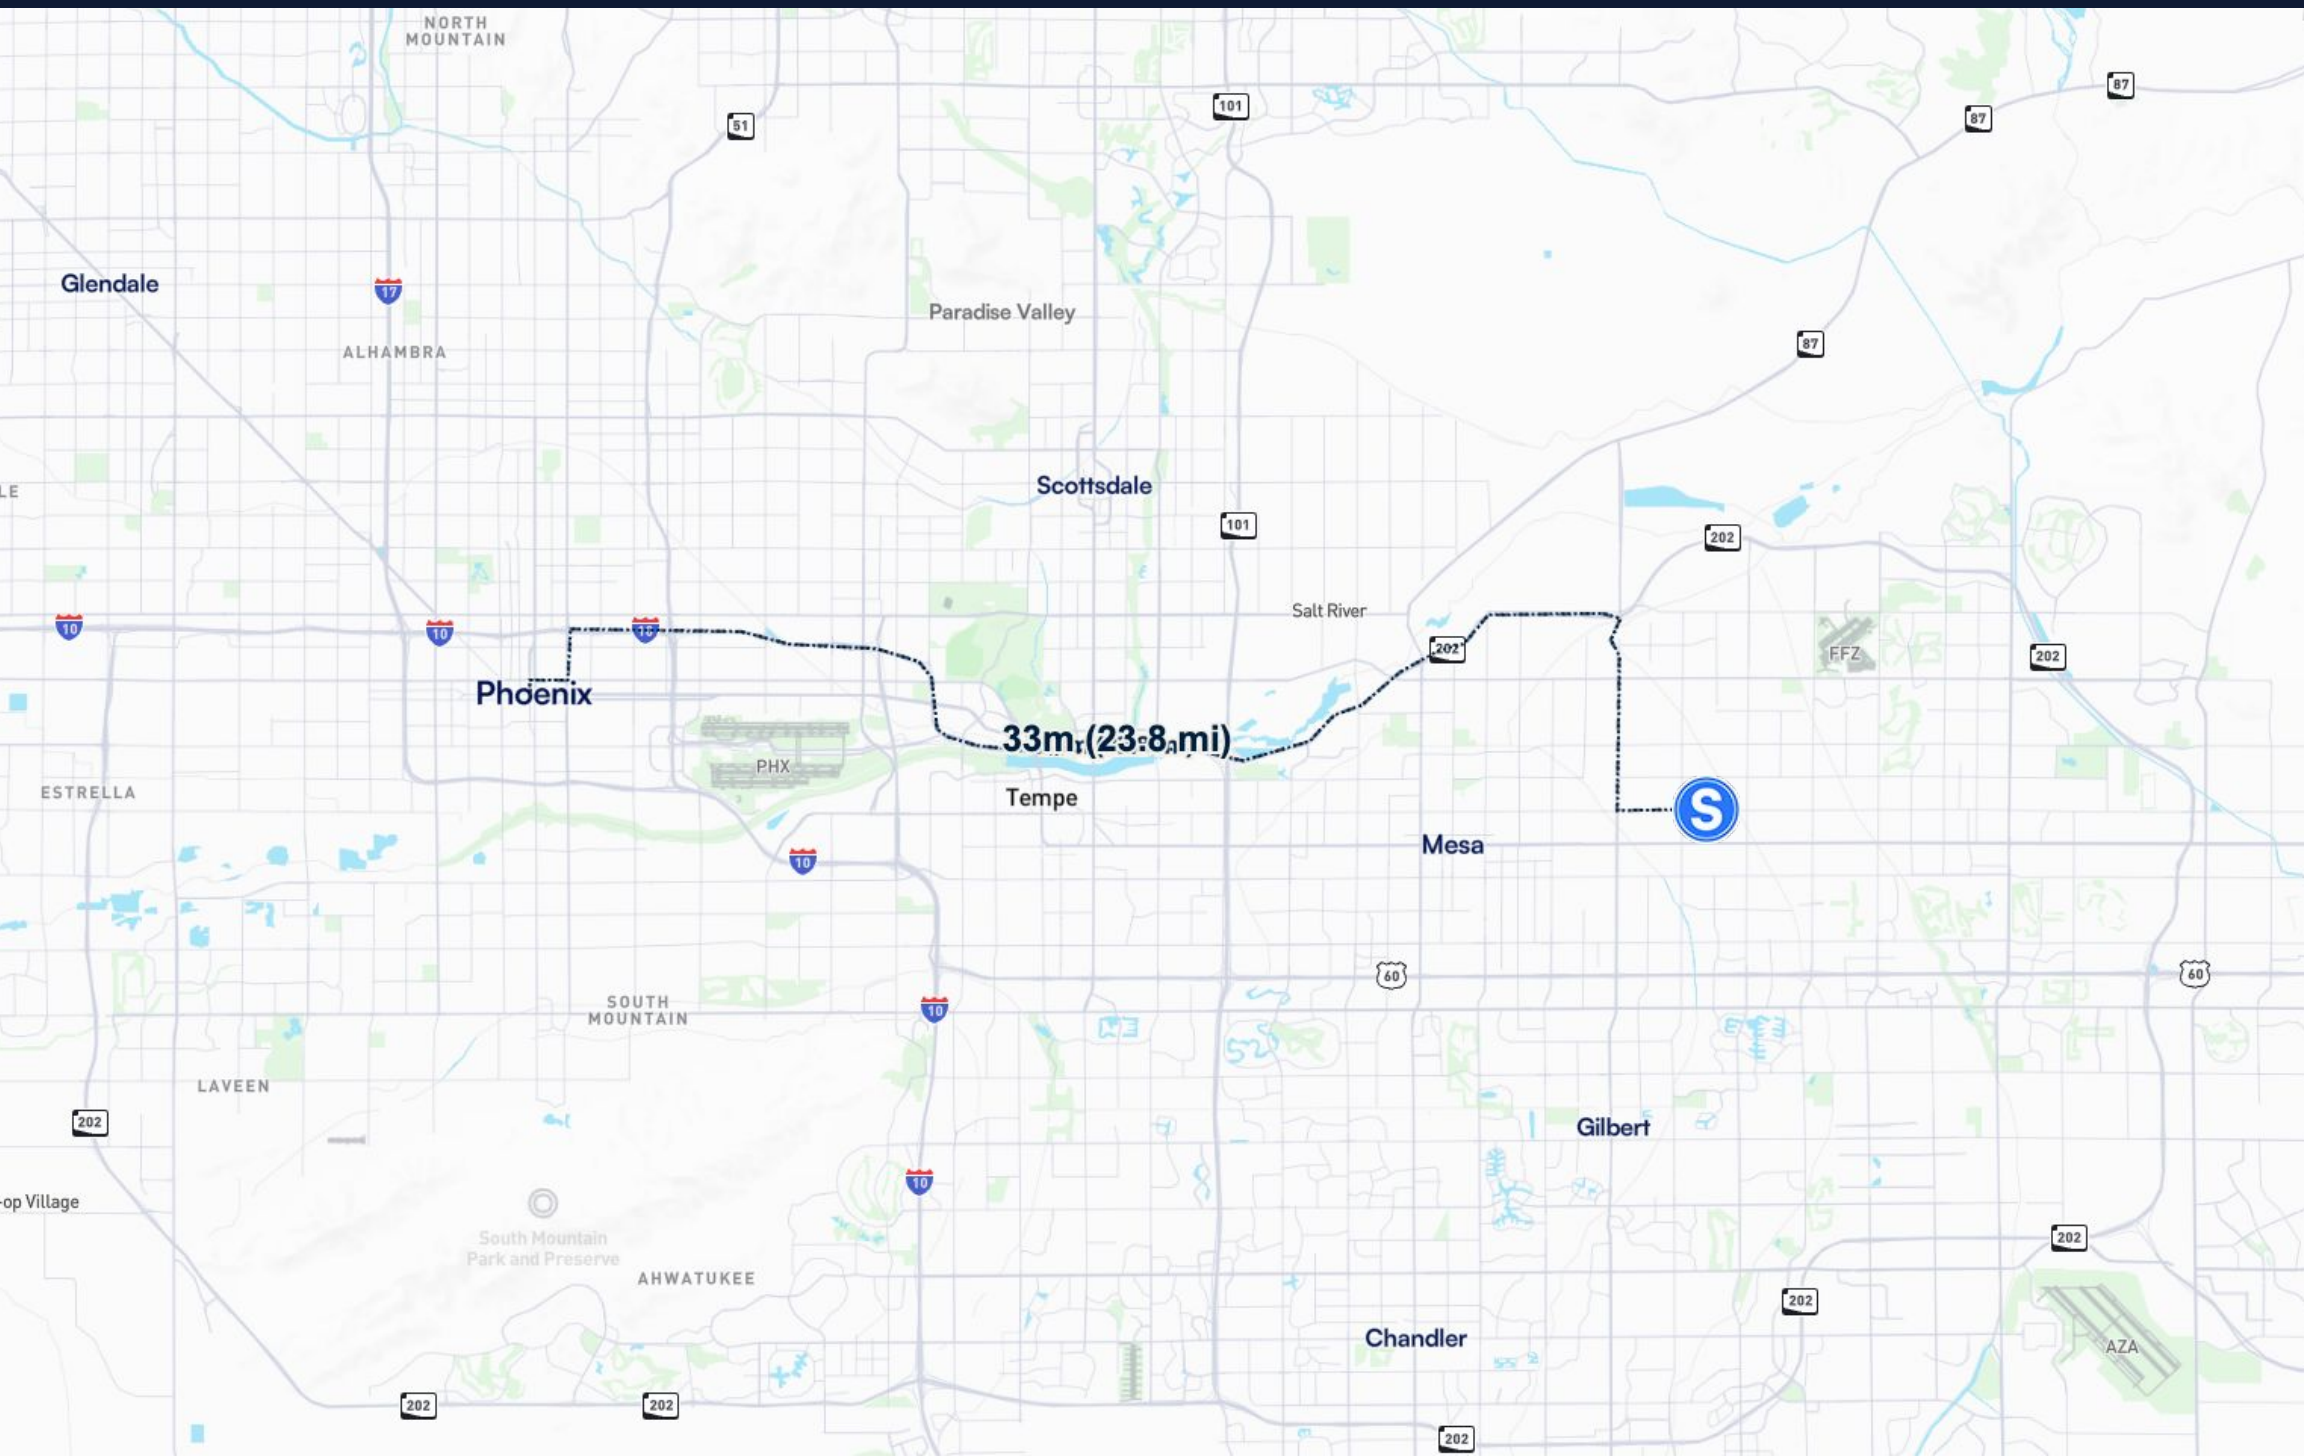 NORTH
MOUNTAIN
87
101
87
51
Glendale
17
Paradise Valley
87
ALHAMBRA
Scottsdale
LE
101
202
Salt River
10
10
10
202
FFZ
202
Phoenix
33m (23.8 mi)
PHX
ESTRELLA
Tempe
S
Mesa
10
60
60
SOUTH
MOUNTAIN
10
LAVEEN
202
Gilbert
10
-op Village
South Mountain
Park and Preserve
202
AHWATUKEE
202
Chandler
AZA
202
202
202